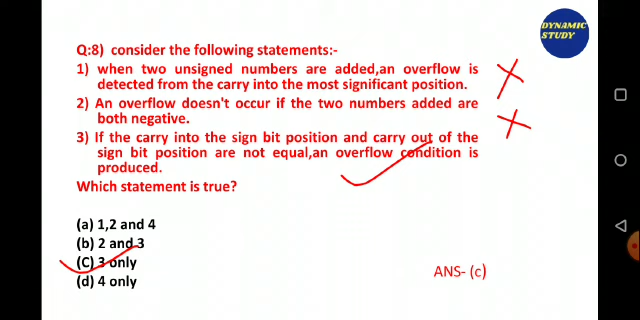 DYNAMIC
STUDY
Q:8) consider the following statements:-
1) when two unsigned numbers are added,an overflow is
detected from the carry into the most significant position.
2) An overflow doesn't occur if the two numbers added are
both negative.
3) If the carry into the sign bit position and carry out of the
sign bit position are not equal,an overflow condition is
produced.
Which statement is true?
(a) 1,2 and 4
(b) 2 and 3
(C) 3 only
(d) 4 only
ANS- (c)